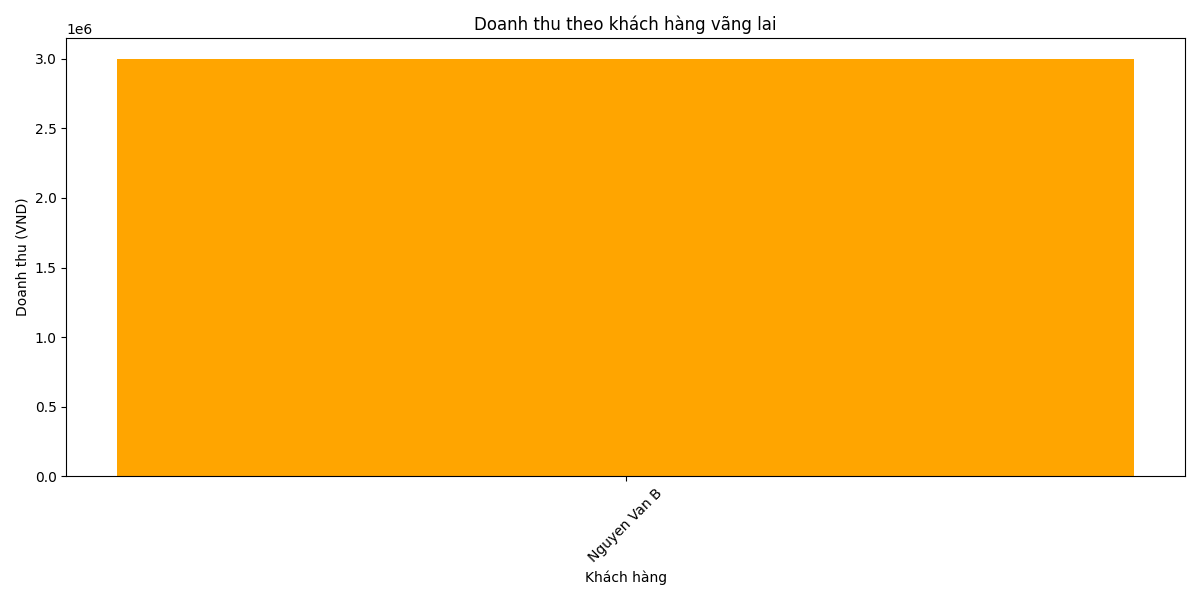 Doanh thu theo khách hàng vãng lai
1e6
3.0
2.5
2.0
1.5
1.0
0.5
0.0
Doanh thu (VND)
Nguyen Van B
Khách hàng